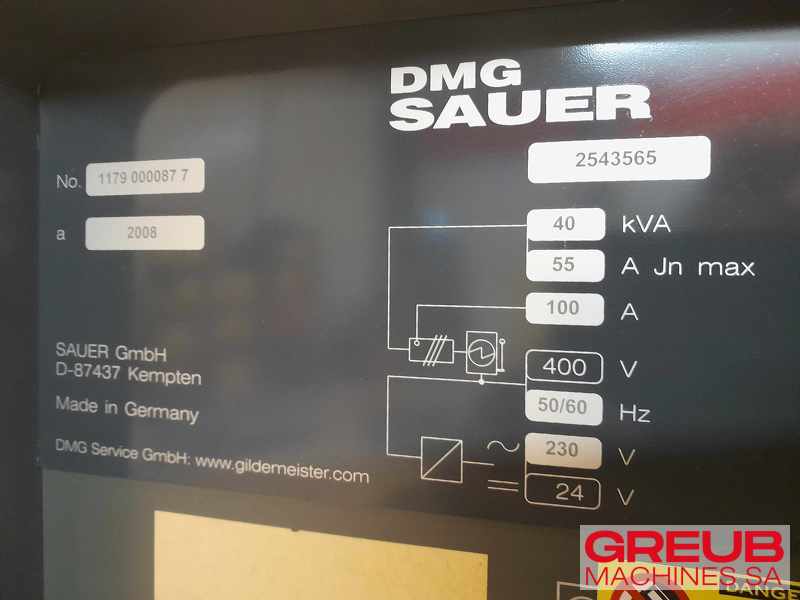 DMG
SAUER
2543565
No. 1179 000087 7
a 2008
40 kVA
55 A Jn max
100 A
400 V
50/60 Hz
230 V
24 V
SAUER GmbH
D-87437 Kempten
Made in Germany
DMG Service GmbH: www.gildemeister.com
GREUB
MACHINES SA
DANGE